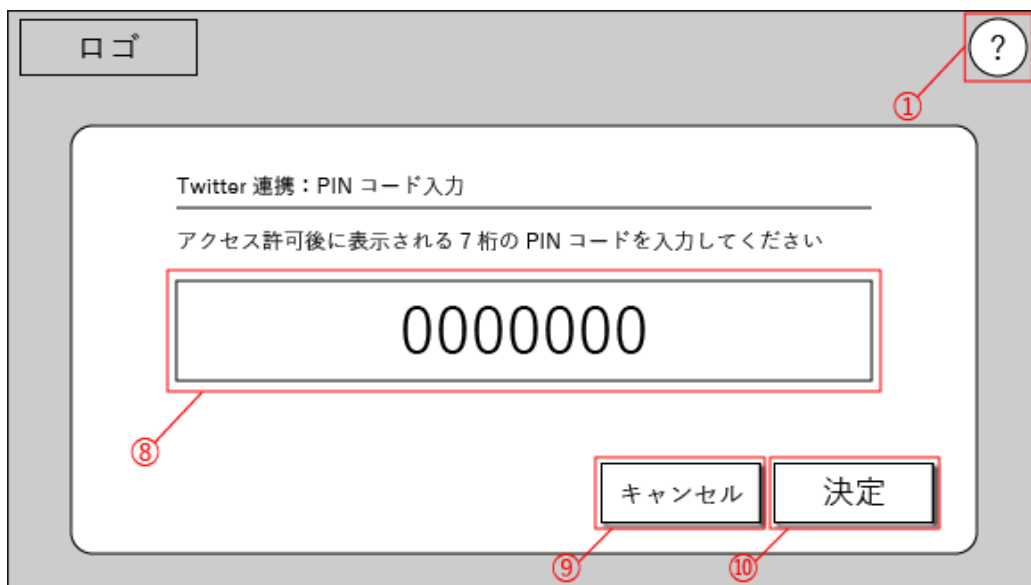 ロゴ
?
①
Twitter 連携：PIN コード入力
アクセス許可後に表示される 7 桁の PIN コードを入力してください
0000000
⑧
キャンセル
決定
⑨
⑩